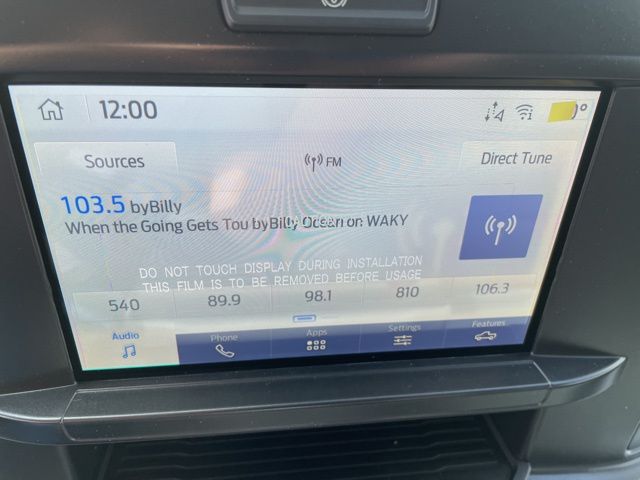 12:00
Sources
FM
Direct Tune
103.5 byBilly
When the Going Gets Tou byBilly Ocean on WAKY
DO NOT TOUCH DISPLAY DURING INSTALLATION
THIS FILM IS TO BE REMOVED BEFORE USAGE
540 89.9 98.1 810 106.3
Audio Phone Apps Settings Features